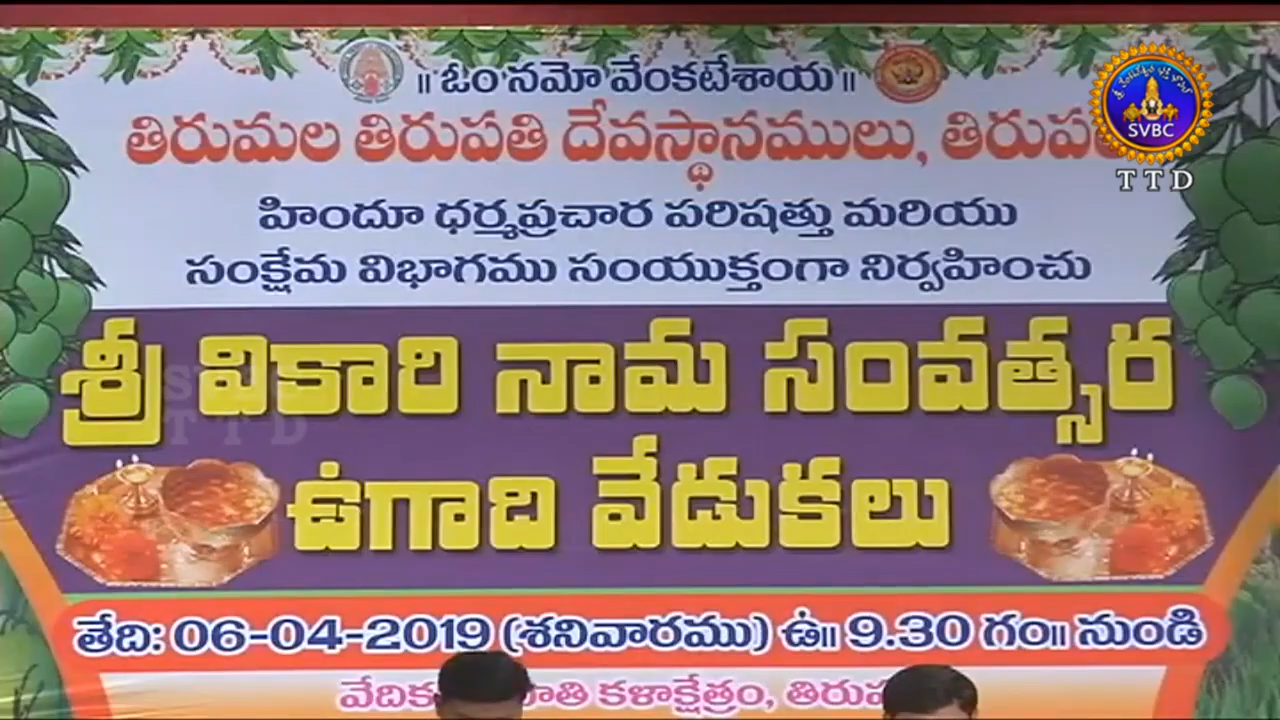 ॥ ఓం నమో వేంకటేశాయ ॥
తిరుమల తిరుపతి దేవస్థానములు,
హిందూ ధర్మప్రచార పరిషత్తు మరియు
సంక్షేమ విభాగము సంయుక్తంగా నిర్వహించు
శ్రీ వికారి నామ సంవత్సర
ఉగాది వేడుకలు
తేది: 06-04-2019 (శనివారము) ఉ॥ 9.30 గం॥ నుండి
కళాక్షేత్రం,
SVBC
TTD